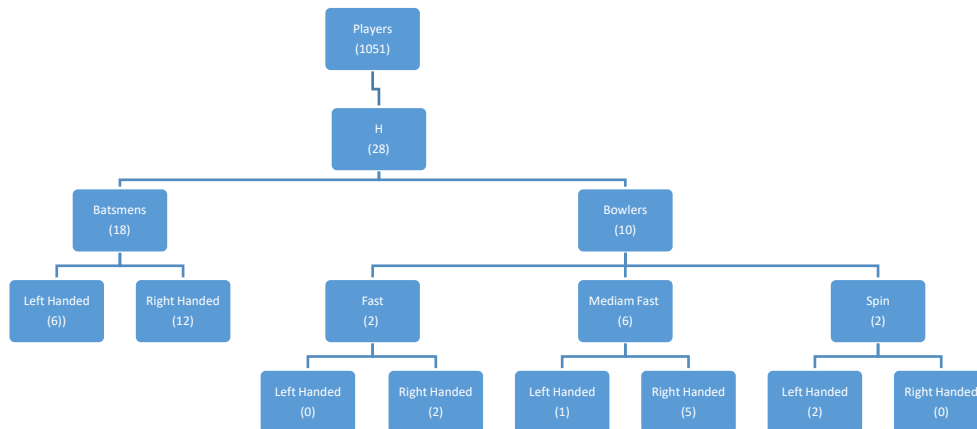 Players
(1051)
H
(28)
Batsmens
(18)
Bowlers
(10)
Left Handed
(6))
Right Handed
(12)
Fast
(2)
Mediam Fast
(6)
Spin
(2)
Left Handed
(0)
Right Handed
(2)
Left Handed
(1)
Right Handed
(5)
Left Handed
(2)
Right Handed
(0)